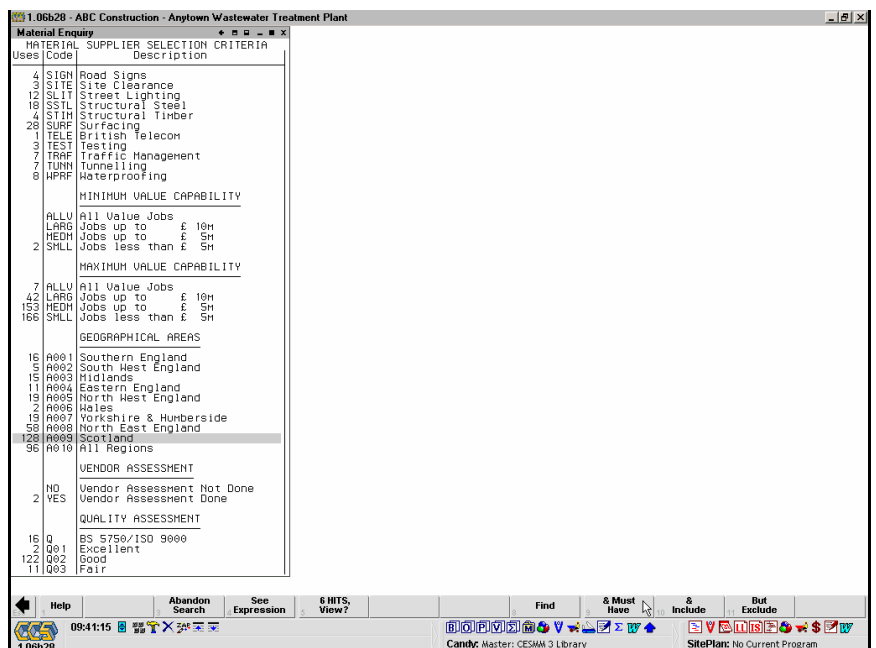 1.06b28 - ABC Construction - Anytown Wastewater Treatment Plant
Material Enquiry
MATERIAL SUPPLIER SELECTION CRITERIA
Uses Code Description
4 SIGN Road Signs
3 SITE Site Clearance
12 SLIT Street Lighting
18 SSTL Structural Steel
4 STIM Structural Timber
28 SURF Surfacing
1 TELE British Telecom
3 TEST Testing
7 TRAF Traffic Management
7 TUNN Tunnelling
8 WPRF Waterproofing
MINIMUM VALUE CAPABILITY
ALLV All Value Jobs
LARG Jobs up to £ 10m
MEDM Jobs up to £ 5m
2 SMLL Jobs less than £ 5m
MAXIMUM VALUE CAPABILITY
7 ALLV All Value Jobs
42 LARG Jobs up to £ 10m
153 MEDM Jobs up to £ 5m
166 SMLL Jobs less than £ 5m
GEOGRAPHICAL AREAS
16 A001 Southern England
5 A002 South West England
15 A003 Midlands
11 A004 Eastern England
19 A005 North West England
2 A006 Wales
19 A007 Yorkshire & Humberside
58 A008 North East England
128 A009 Scotland
96 A010 All Regions
VENDOR ASSESSMENT
NO Vendor Assessment Not Done
2 YES Vendor Assessment Done
QUALITY ASSESSMENT
16 Q BS 5750/ISO 9000
2 Q01 Excellent
122 Q02 Good
11 Q03 Fair
1 Help
3 Abandon Search
4 See Expression
5 6 HITS, View?
8 Find
9 & Must Have
10 & Include
11 But Exclude
CCS 09:41:15
1.06b28 Candy: Master: CESMM 3 Library SitePlan: No Current Program